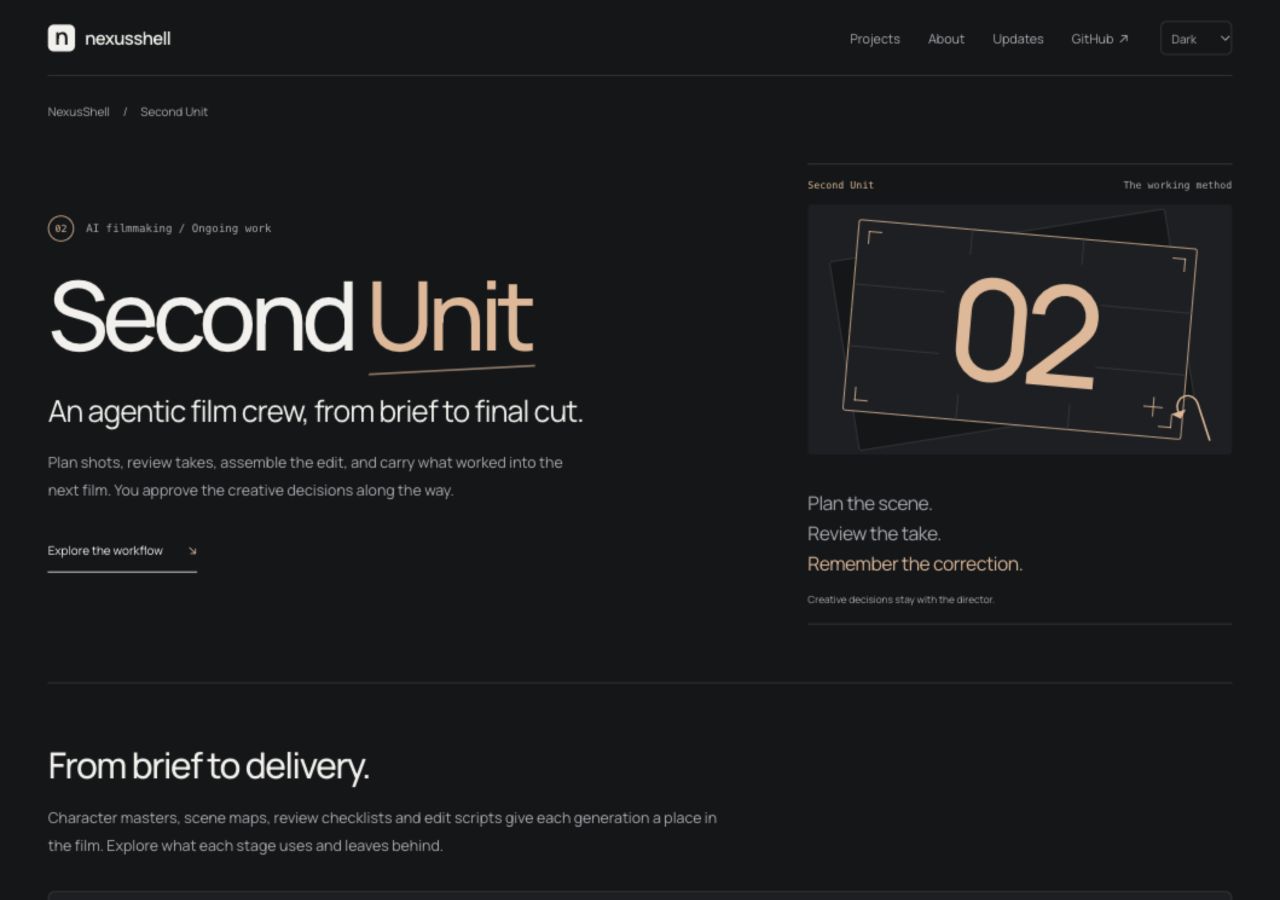 n nexusshell
Projects About Updates GitHub ↗ Dark
NexusShell / Second Unit
02 AI filmmaking / Ongoing work
Second Unit
An agentic film crew, from brief to final cut.
Plan shots, review takes, assemble the edit, and carry what worked into the
next film. You approve the creative decisions along the way.
Explore the workflow ↘
Second Unit The working method
02
Plan the scene.
Review the take.
Remember the correction.
Creative decisions stay with the director.
From brief to delivery.
Character masters, scene maps, review checklists and edit scripts give each generation a place in
the film. Explore what each stage uses and leaves behind.